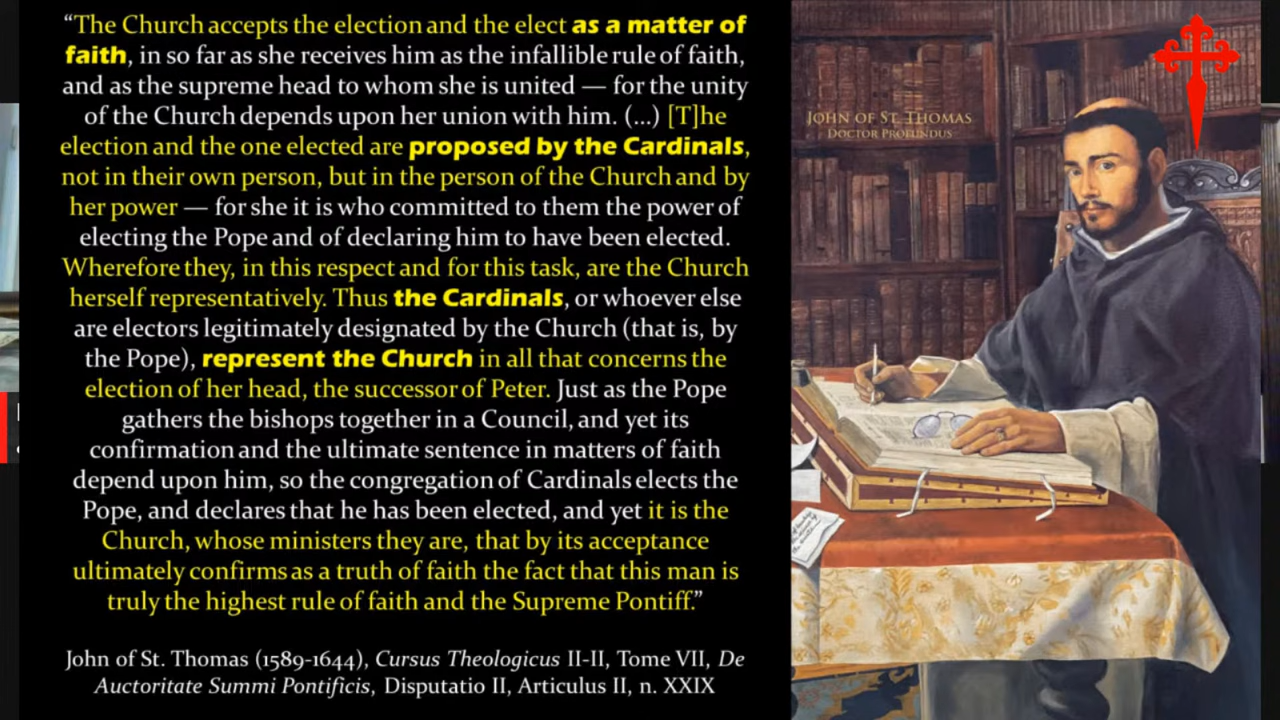 “The Church accepts the election and the elect as a matter of
faith, in so far as she receives him as the infallible rule of faith,
and as the supreme head to whom she is united — for the unity
of the Church depends upon her union with him. (...) [T]he
election and the one elected are proposed by the Cardinals,
not in their own person, but in the person of the Church and by
her power — for she it is who committed to them the power of
electing the Pope and of declaring him to have been elected.
Wherefore they, in this respect and for this task, are the Church
herself representatively. Thus the Cardinals, or whoever else
are electors legitimately designated by the Church (that is, by
the Pope), represent the Church in all that concerns the
election of her head, the successor of Peter. Just as the Pope
gathers the bishops together in a Council, and yet its
confirmation and the ultimate sentence in matters of faith
depend upon him, so the congregation of Cardinals elects the
Pope, and declares that he has been elected, and yet it is the
Church, whose ministers they are, that by its acceptance
ultimately confirms as a truth of faith the fact that this man is
truly the highest rule of faith and the Supreme Pontiff.”
John of St. Thomas (1589-1644), Cursus Theologicus II-II, Tome VII, De
Auctoritate Summi Pontificis, Disputatio II, Articulus II, n. XXIX
JOHN OF ST. THOMAS
DOCTOR PROFUNDUS